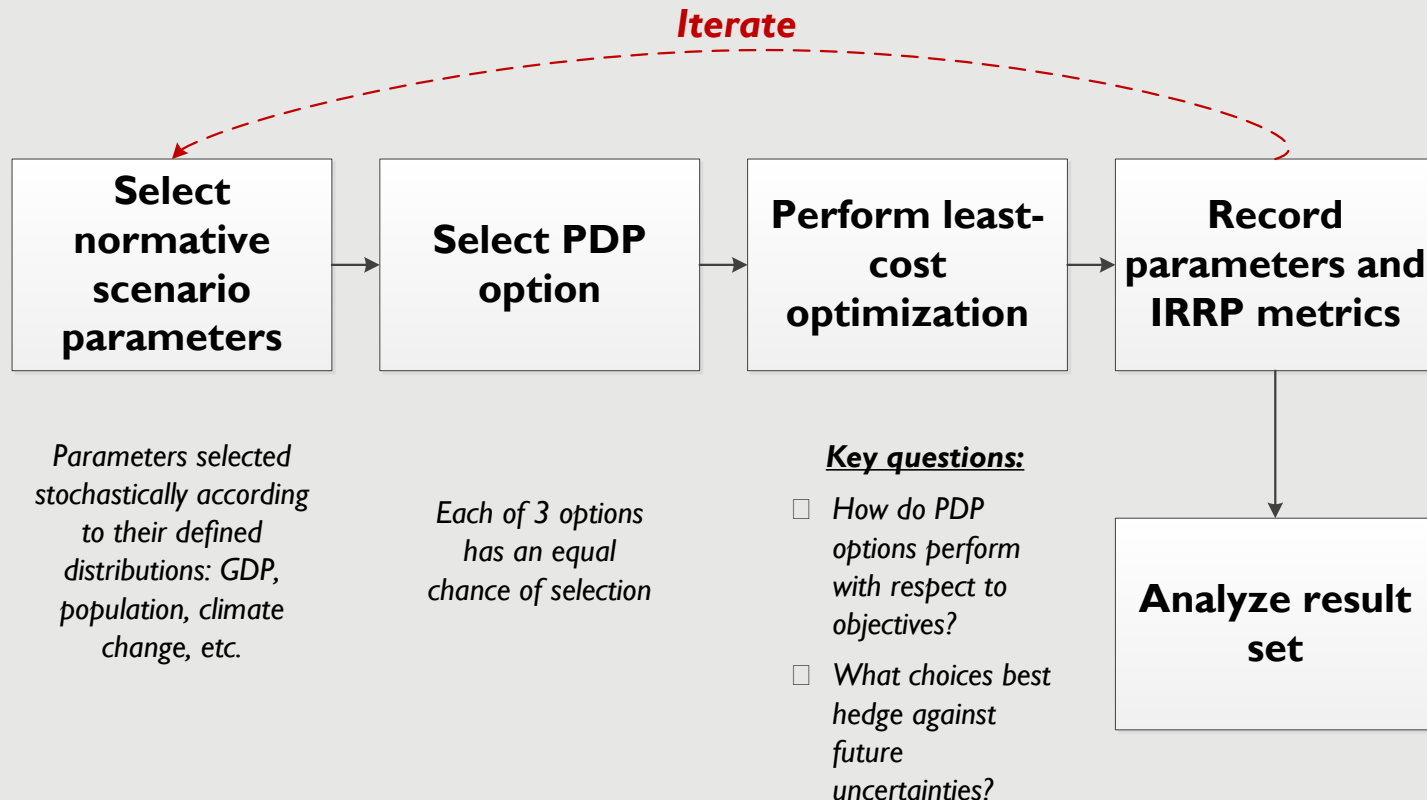 Iterate
Select
normative
scenario
parameters
Select PDP
option
Perform least-
cost
optimization
Record
parameters and
IRRP metrics
Parameters selected
stochastically according
to their defined
distributions: GDP,
population, climate
change, etc.
Each of 3 options
has an equal
chance of selection
Key questions:
How do PDP
options perform
with respect to
objectives?
What choices best
hedge against
future
uncertainties?
Analyze result
set